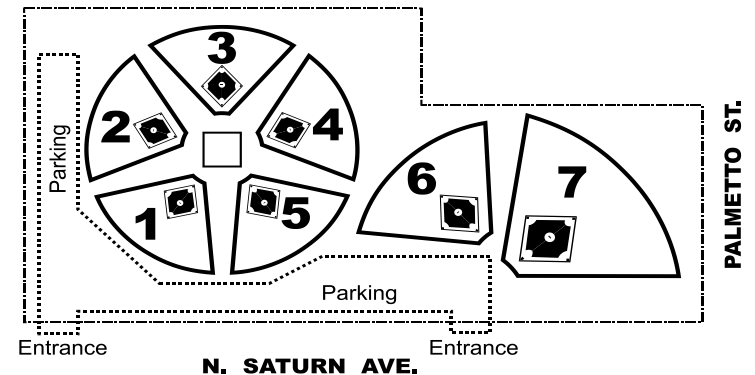 3
2
4
Parking
PALMETTO ST.
6
7
1
5
Parking
Entrance
Entrance
N. SATURN AVE.